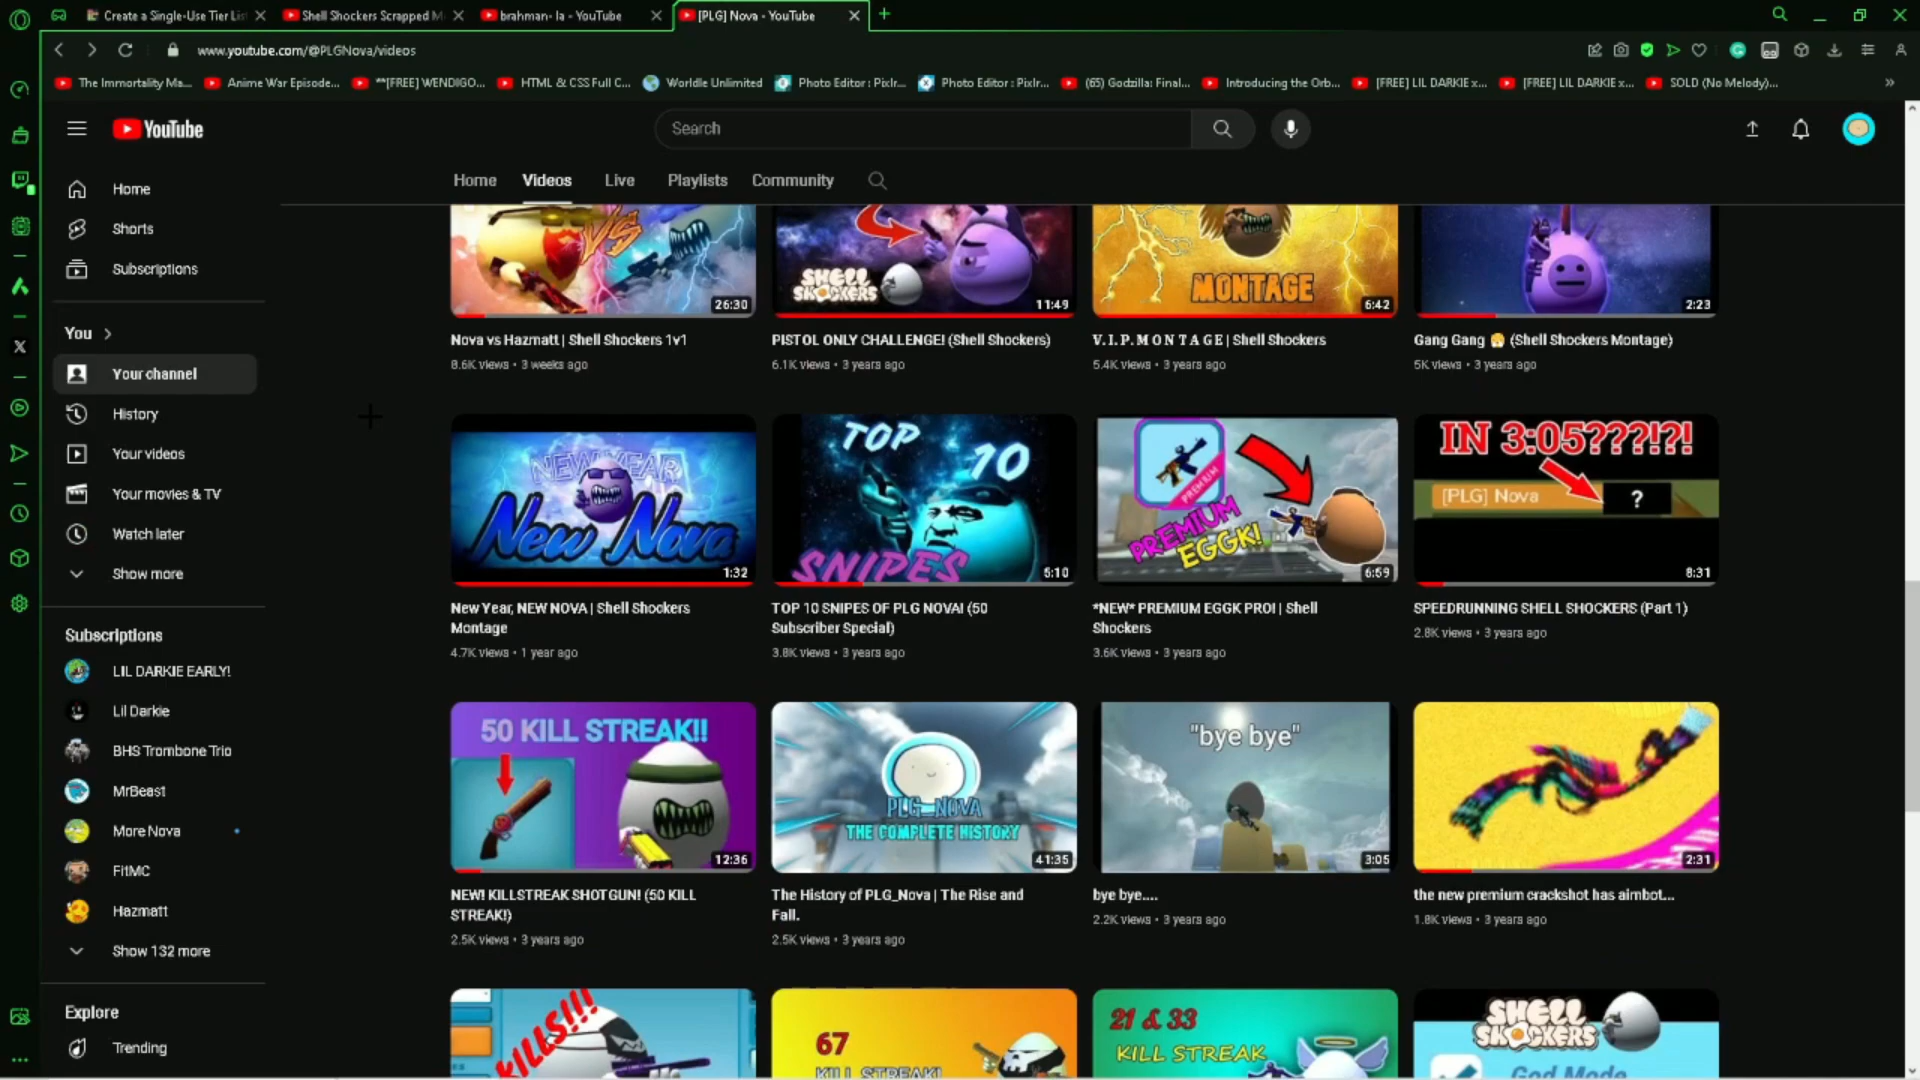 Create a Single-Use Tier Lis
Shell Shockers Scrapped M
brahman- la - YouTube
[PLG] Nova - YouTube
www.youtube.com/@PLGNova/videos
The Immortality Ma...
Anime War Episode...
**[FREE] WENDIGO...
HTML & CSS Full C...
Worldle Unlimited
Photo Editor : Pixlr...
Photo Editor : Pixlr...
(65) Godzilla: Final...
Introducing the Orb...
[FREE] LIL DARKIE x...
[FREE] LIL DARKIE x...
SOLD (No Melody)...
YouTube
Search
Home
Videos
Live
Playlists
Community
Home
Shorts
Subscriptions
You
Your channel
History
Your videos
Your movies & TV
Watch later
Show more
Subscriptions
LIL DARKIE EARLY!
Lil Darkie
BHS Trombone Trio
MrBeast
More Nova
FitMC
Hazmatt
Show 132 more
Explore
Trending
VS
26:30
Nova vs Hazmatt | Shell Shockers 1v1
8.6K views • 3 weeks ago
SHELL
SHOCKERS
11:49
PISTOL ONLY CHALLENGE! (Shell Shockers)
6.1K views • 3 years ago
MONTAGE
6:42
V.I.P. M O N T A G E | Shell Shockers
5.4K views • 3 years ago
2:23
Gang Gang 😤 (Shell Shockers Montage)
5K views • 3 years ago
NEW YEAR
New Nova
1:32
New Year, NEW NOVA | Shell Shockers
Montage
4.7K views • 1 year ago
TOP 10
SNIPES
5:10
TOP 10 SNIPES OF PLG NOVA! (50
Subscriber Special)
3.8K views • 3 years ago
PREMIUM
PREMIUM
EGGK!
6:59
*NEW* PREMIUM EGGK PRO! | Shell
Shockers
3.6K views • 3 years ago
IN 3:05???!?!
[PLG] Nova
?
8:31
SPEEDRUNNING SHELL SHOCKERS (Part 1)
2.8K views • 3 years ago
50 KILL STREAK!!
12:36
NEW! KILLSTREAK SHOTGUN! (50 KILL
STREAK!)
2.5K views • 3 years ago
PLG_NOVA
THE COMPLETE HISTORY
41:35
The History of PLG_Nova | The Rise and
Fall.
2.5K views • 3 years ago
"bye bye"
3:05
bye bye....
2.2K views • 3 years ago
2:31
the new premium crackshot has aimbot...
1.8K views • 3 years ago
KILLS!!!
67
KILL STREAK!
21 & 33
KILL STREAK
SHELL
SHOCKERS
God Mode